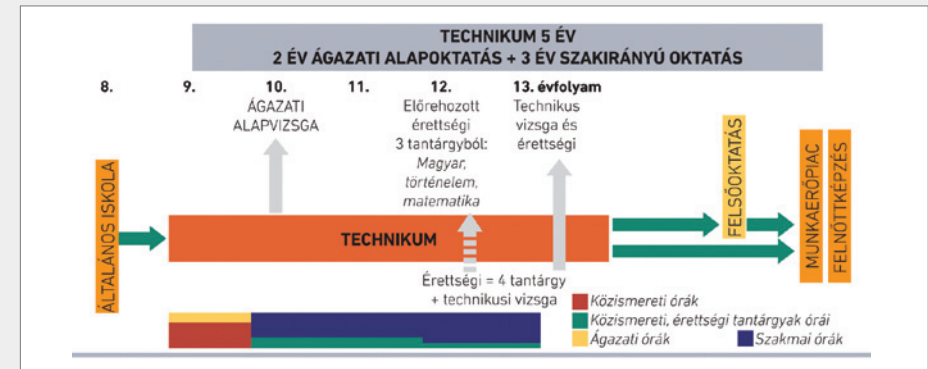 TECHNIKUM 5 ÉV
2 ÉV ÁGAZATI ALAPOKTATÁS + 3 ÉV SZAKIRÁNYÚ OKTATÁS
8.
9.
10.
ÁGAZATI
ALAPVIZSGA
11.
12.
Előrehozott
érettségi
3 tantárgyból:
Magyar,
történelem,
matematika
13. évfolyam
Technikus
vizsga és
érettségi
ÁLTALÁNOS ISKOLA
TECHNIKUM
FELSŐOKTATÁS
MUNKAERŐPIAC
FELNŐTTKÉPZÉS
Érettségi = 4 tantárgy
+ technikusi vizsga
Közismereti órák
Közismereti, érettségi tantárgyak órái
Ágazati órák
Szakmai órák